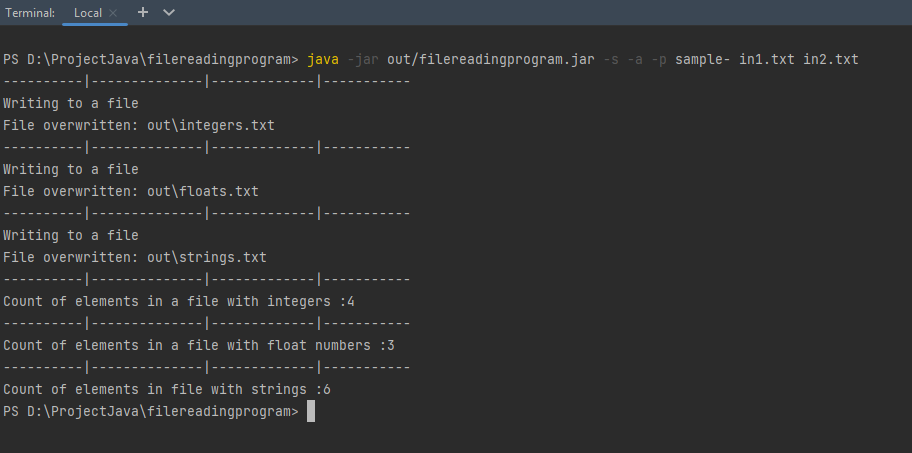 Terminal: Local × + ⌄
PS D:\ProjectJava\filereadingprogram> java -jar out/filereadingprogram.jar -s -a -p sample- in1.txt in2.txt
----------|--------------|-------------|-----------
Writing to a file
File overwritten: out\integers.txt
----------|--------------|-------------|-----------
Writing to a file
File overwritten: out\floats.txt
----------|--------------|-------------|-----------
Writing to a file
File overwritten: out\strings.txt
----------|--------------|-------------|-----------
Count of elements in a file with integers :4
----------|--------------|-------------|-----------
Count of elements in a file with float numbers :3
----------|--------------|-------------|-----------
Count of elements in file with strings :6
PS D:\ProjectJava\filereadingprogram>